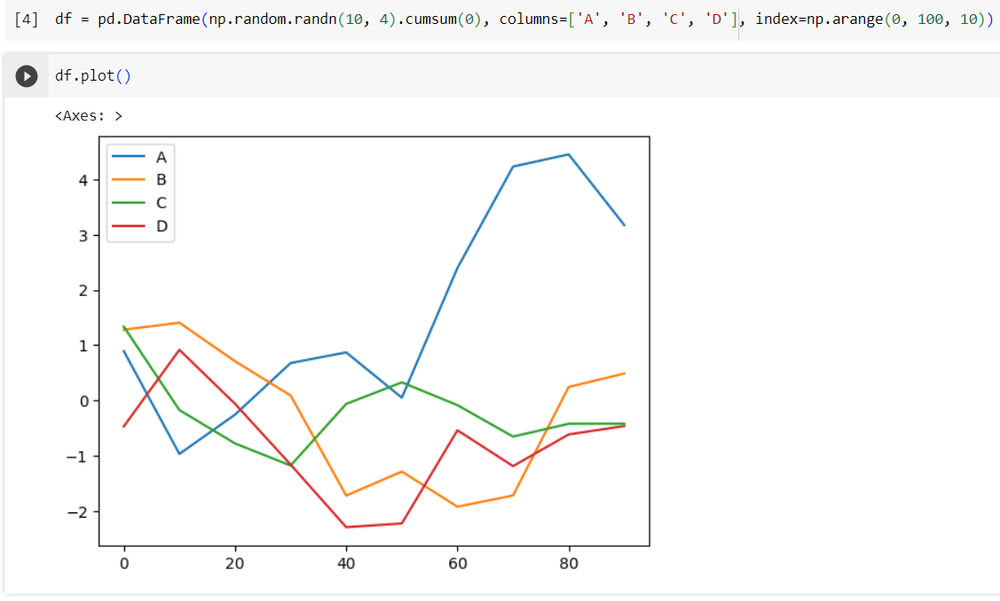 [4] df = pd.DataFrame(np.random.randn(10, 4).cumsum(0), columns=['A', 'B', 'C', 'D'], index=np.arange(0, 100, 10))
df.plot()
<Axes: >
A
B
C
D
4
3
2
1
0
−1
−2
0 20 40 60 80